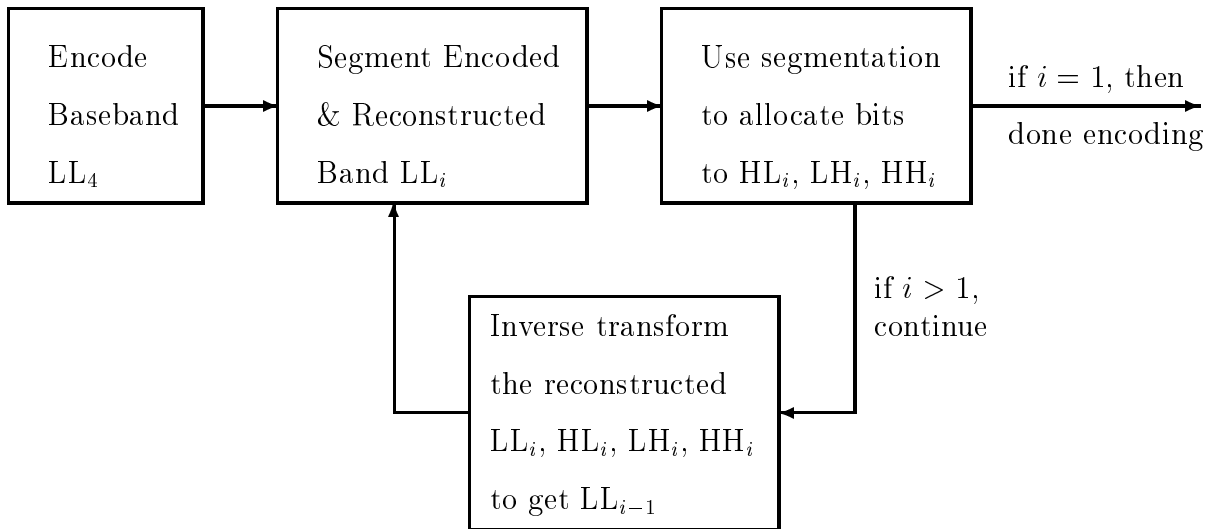 Encode
Baseband
LL₄
Segment Encoded
& Reconstructed
Band LLᵢ
Use segmentation
to allocate bits
to HLᵢ, LHᵢ, HHᵢ
if i = 1, then
done encoding
if i > 1,
continue
Inverse transform
the reconstructed
LLᵢ, HLᵢ, LHᵢ, HHᵢ
to get LLᵢ₋₁